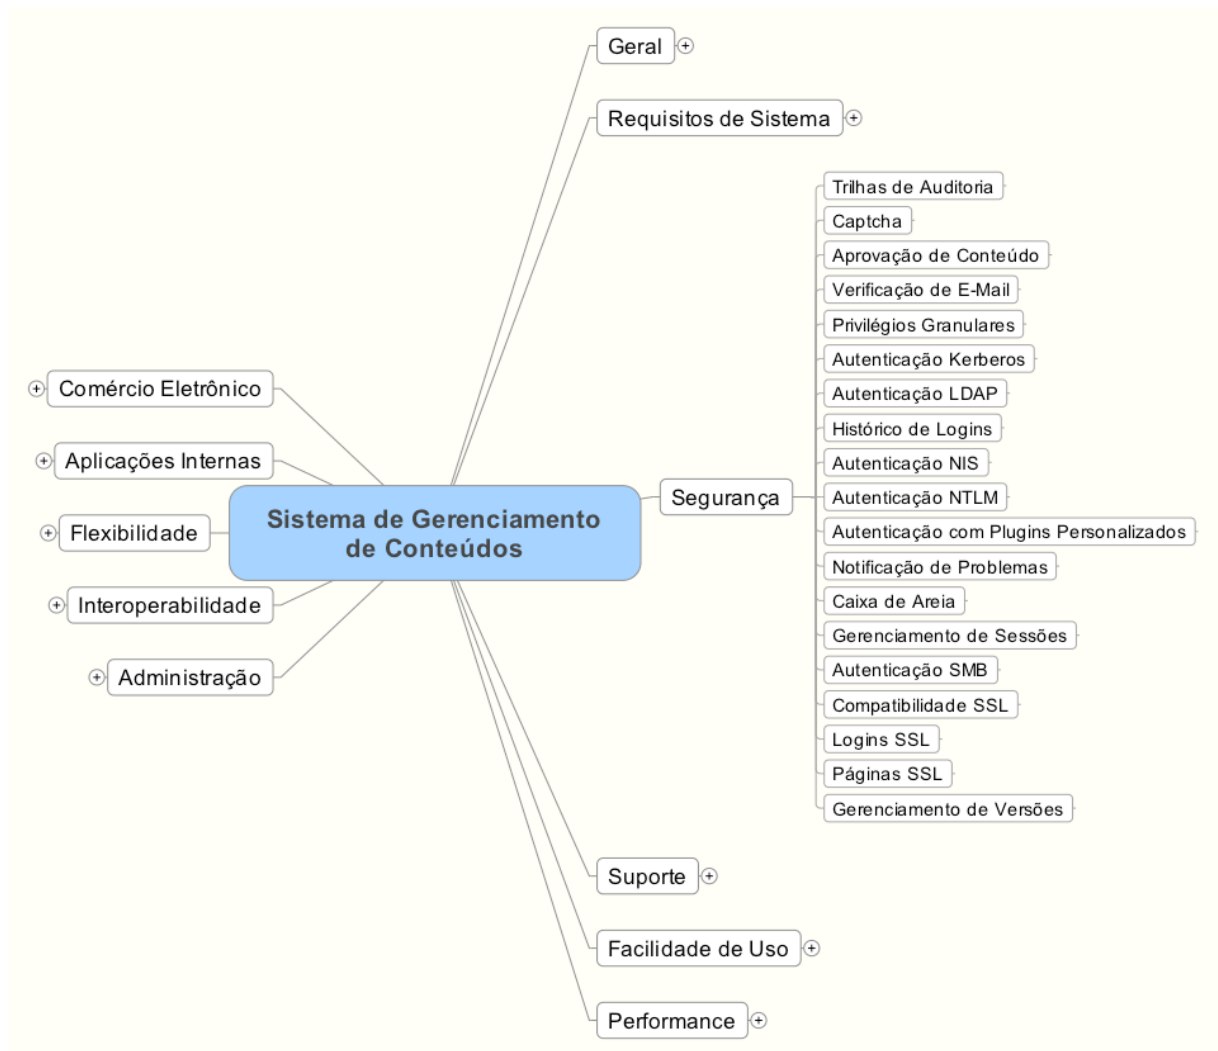 Geral
Requisitos de Sistema
Trilhas de Auditoria
Captcha
Aprovação de Conteúdo
Verificação de E-Mail
Privilégios Granulares
Autenticação Kerberos
Autenticação LDAP
Histórico de Logins
Autenticação NIS
Segurança
Autenticação NTLM
Autenticação com Plugins Personalizados
Notificação de Problemas
Caixa de Areia
Gerenciamento de Sessões
Autenticação SMB
Compatibilidade SSL
Logins SSL
Páginas SSL
Gerenciamento de Versões
Comércio Eletrônico
Aplicações Internas
Flexibilidade
Interoperabilidade
Administração
Sistema de Gerenciamento
de Conteúdos
Suporte
Facilidade de Uso
Performance